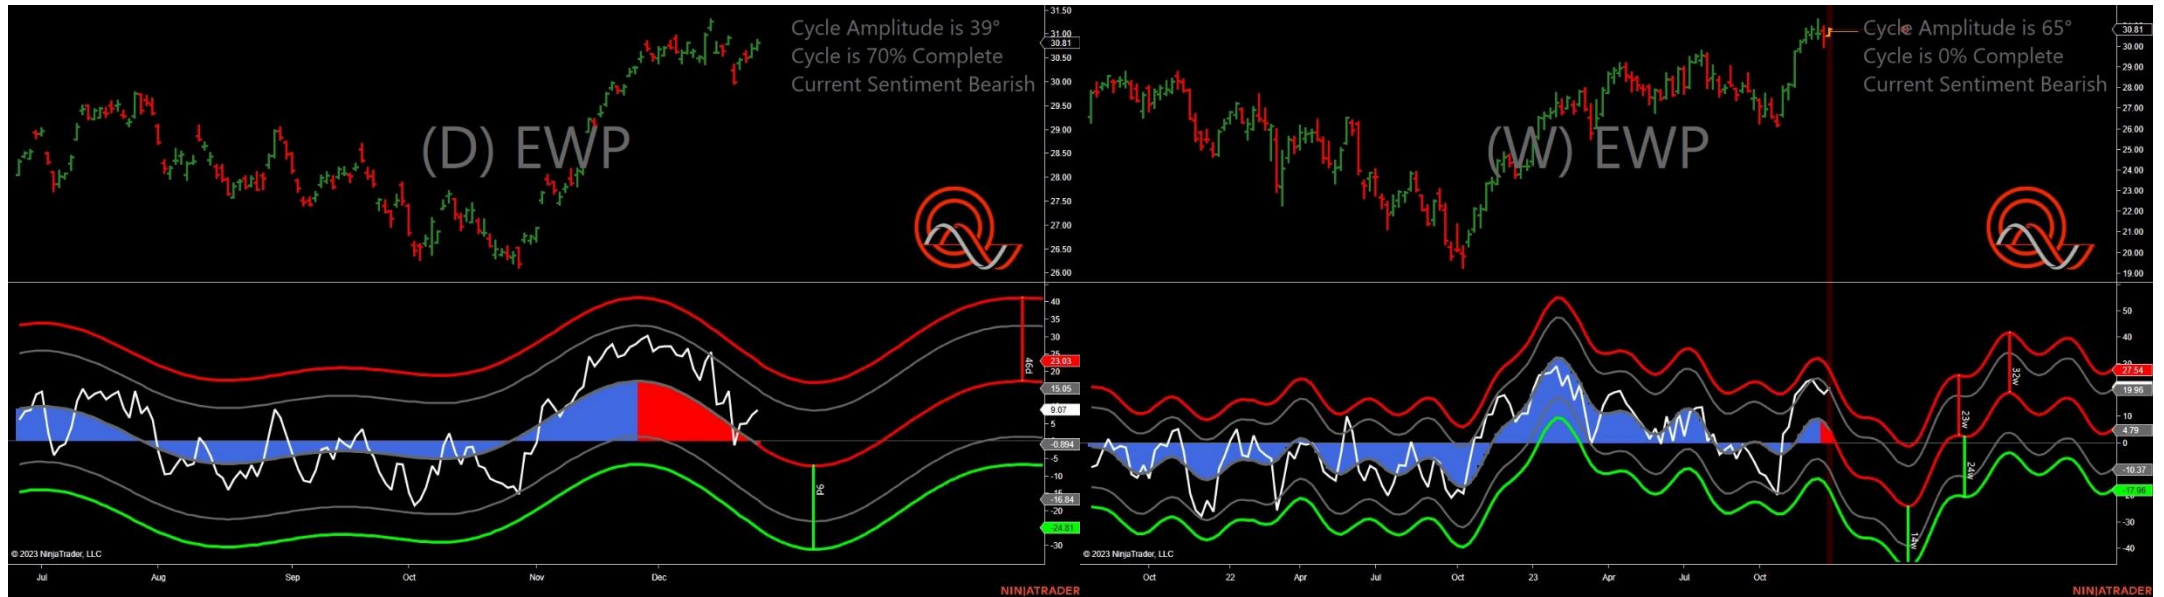 31.50
Cycle Amplitude is 39°
31.00
30.81
Cycle is 70% Complete
30.50
Current Sentiment Bearish
30.00
29.50
29.00
(D) EWP
28.50
28.00
27.50
27.00
26.50
26.00
40
35
30
25
23.03
20
15.05
9.07
5
-0.894
-5
-10
-16.84
-20
-24.81
-30
46d
9d
© 2023 NinjaTrader, LLC
Jul Aug Sep Oct Nov Dec
NINJATRADER
Cycle Amplitude is 65°
30.81
30.00
Cycle is 0% Complete
29.00
Current Sentiment Bearish
28.00
27.00
26.00
(W) EWP
25.00
24.00
23.00
22.00
21.00
20.00
19.00
50
40
27.54
19.96
10
4.79
0
-10.37
-17.96
-30
-40
32w
23w
24w
14w
© 2023 NinjaTrader, LLC
Oct 22 Apr Jul Oct 23 Apr Jul Oct
NINJATRADER